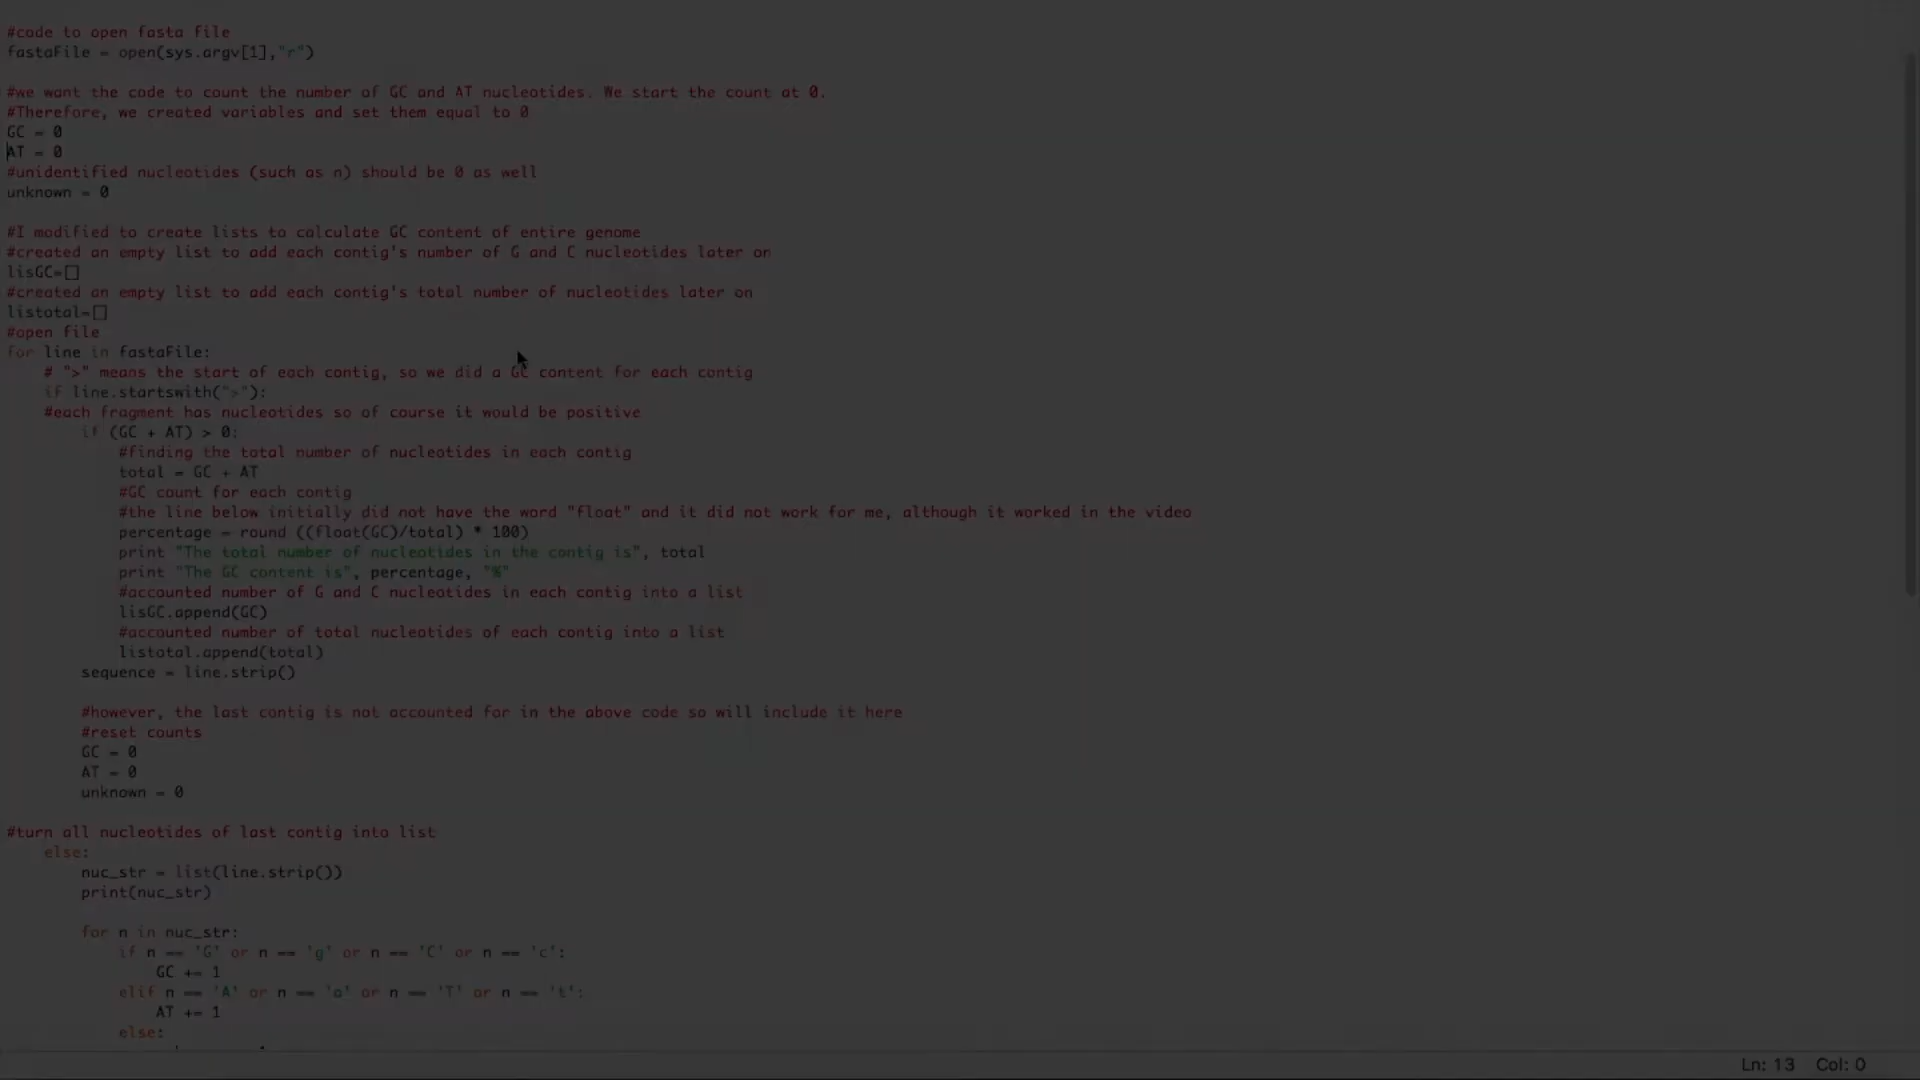 #code to open fasta file
fastaFile = open(sys.argv[1],"r")
#we want the code to count the number of GC and AT nucleotides. We start the count at 0.
#Therefore, we created variables and set them equal to 0
GC = 0
AT = 0
#unidentified nucleotides (such as n) should be 0 as well
unknown = 0
#I modified to create lists to calculate GC content of entire genome
#created an empty list to add each contig's number of G and C nucleotides later on
lisGC=[]
#created an empty list to add each contig's total number of nucleotides later on
listotal=[]
#open file
for line in fastaFile:
# ">" means the start of each contig, so we did a GC content for each contig
if line.startswith(">"):
#each fragment has nucleotides so of course it would be positive
if (GC + AT) > 0:
#finding the total number of nucleotides in each contig
total = GC + AT
#GC count for each contig
#the line below initially did not have the word "float" and it did not work for me, although it worked in the video
percentage = round ((float(GC)/total) * 100)
print "The total number of nucleotides in the contig is", total
print "The GC content is", percentage, "%"
#accounted number of G and C nucleotides in each contig into a list
lisGC.append(GC)
#accounted number of total nucleotides of each contig into a list
listotal.append(total)
sequence = line.strip()
#however, the last contig is not accounted for in the above code so will include it here
#reset counts
GC = 0
AT = 0
unknown = 0
#turn all nucleotides of last contig into list
else:
nuc_str = list(line.strip())
print(nuc_str)
for n in nuc_str:
if n == 'G' or n == 'g' or n == 'C' or n == 'c':
GC += 1
elif n == 'A' or n == 'a' or n == 'T' or n == 't':
AT += 1
else:
Ln: 13 Col: 0